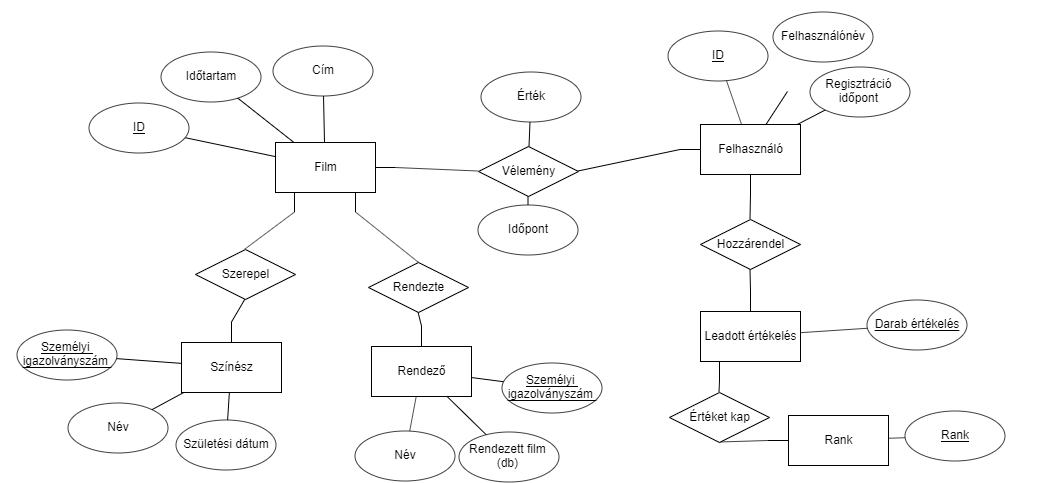 Felhasználónév
ID
Cím
Időtartam
Regisztráció
időpont
Érték
ID
Felhasználó
Film
Vélemény
Időpont
Hozzárendel
Szerepel
Rendezte
Darab értékelés
Leadott értékelés
Személyi
igazolványszám
Színész
Rendező
Személyi
igazolványszám
Értéket kap
Név
Születési dátum
Rank
Rank
Név
Rendezett film
(db)